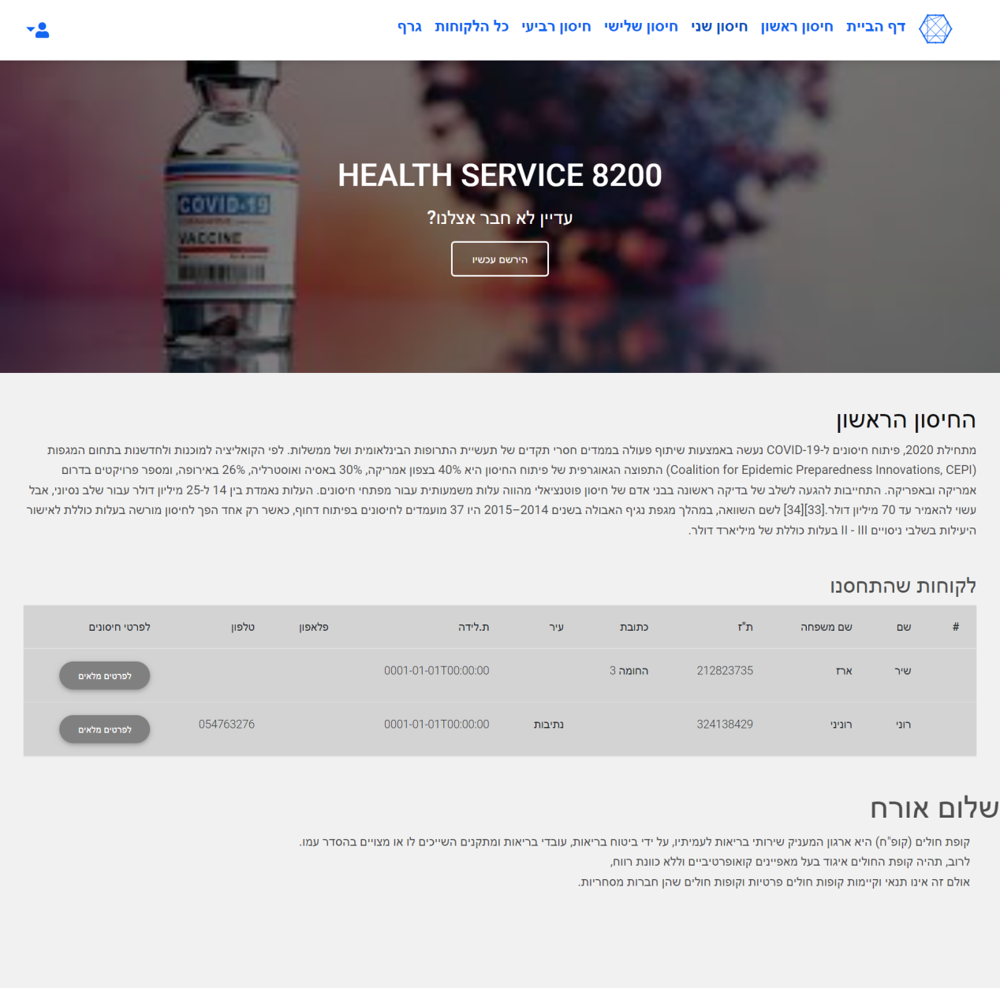 דף הבית חיסון ראשון חיסון שני חיסון שלישי חיסון רביעי כל הלקוחות גרף
COVID-19
VACCINE
HEALTH SERVICE 8200
עדיין לא חבר אצלנו?
הירשם עכשיו
החיסון הראשון
מתחילת 2020, פיתוח חיסונים ל-COVID-19 נעשה באמצעות שיתוף פעולה בממדים חסרי תקדים של תעשיית התרופות הבינלאומית ושל ממשלות. לפי הקואליציה למוכנות ולחדשנות בתחום המגפות
(Coalition for Epidemic Preparedness Innovations, CEPI) התפוצה הגאוגרפית של פיתוח החיסון היא 40% בצפון אמריקה, 30% באסיה ואוסטרליה, 26% באירופה, ומספר פרויקטים בדרום
אמריקה ובאפריקה. התחייבות להגעה לשלב של בדיקה ראשונה בבני אדם של חיסון פוטנציאלי מהווה עלות משמעותית עבור מפתחי חיסונים. העלות נאמדת בין 14 ל-25 מיליון דולר עבור שלב נסיוני, אבל
עשוי להאמיר עד 70 מיליון דולר.[33][34] לשם השוואה, במהלך מגפת נגיף האבולה בשנים 2014–2015 היו 37 מועמדים לחיסונים בפיתוח דחוף, כאשר רק אחד הפך לחיסון מורשה בעלות כוללת לאישור
היעילות בשלבי ניסויים II - III בעלות כוללת של מיליארד דולר.
לקוחות שהתחסנו
# שם שם משפחה ת"ז כתובת עיר ת.לידה פלאפון טלפון לפרטי חיסונים
שיר ארז 212823735 החומה 3 0001-01-01T00:00:00 לפרטים מלאים
רוני רוניני 324138429 נתיבות 0001-01-01T00:00:00 054763276 לפרטים מלאים
שלום אורח
קופת חולים (קופ"ח) היא ארגון המעניק שירותי בריאות לעמיתיו, על ידי ביטוח בריאות, עובדי בריאות ומתקנים השייכים לו או מצויים בהסדר עמו.
לרוב, תהיה קופת החולים איגוד בעל מאפיינים קואופרטיביים וללא כוונת רווח,
אולם זה אינו תנאי וקיימות קופות חולים פרטיות וקופות חולים שהן חברות מסחריות.